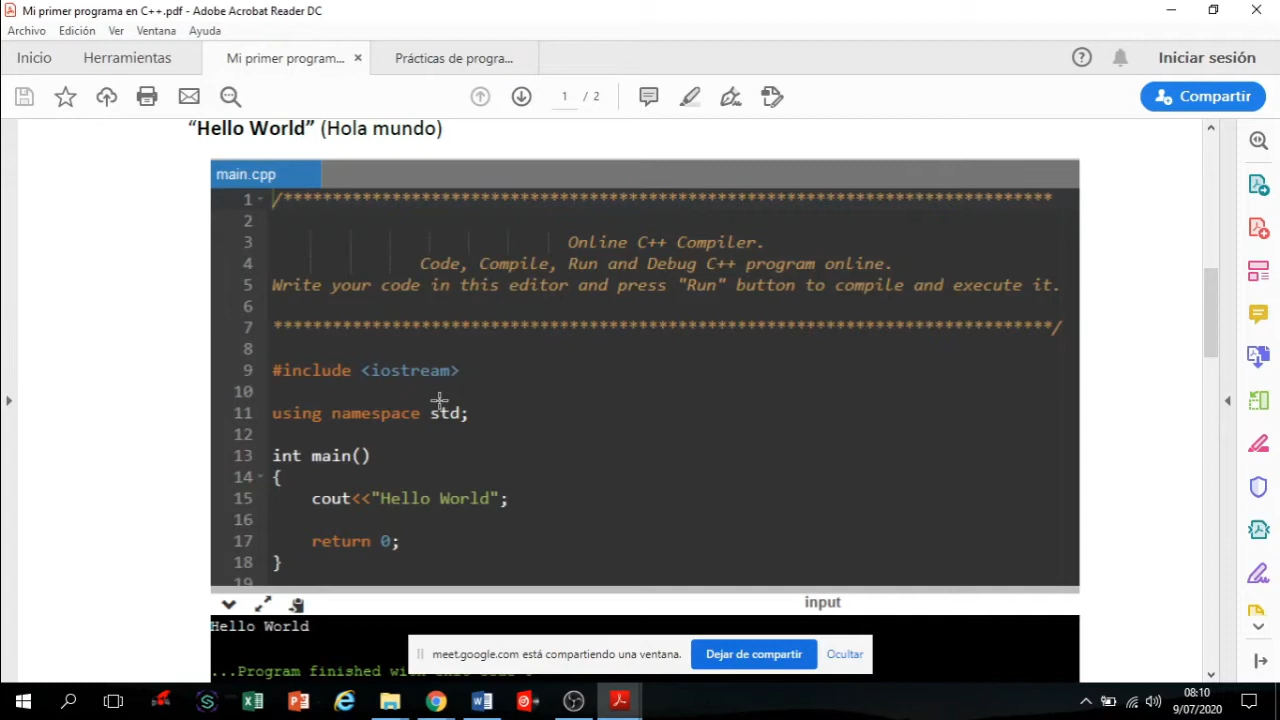 Mi primer programa en C++.pdf - Adobe Acrobat Reader DC
Archivo Edición Ver Ventana Ayuda
Inicio Herramientas Mi primer program... × Prácticas de progra... Iniciar sesión
1 / 2 Compartir
“Hello World” (Hola mundo)
main.cpp
1 /******************************************************************************
2
3 Online C++ Compiler.
4 Code, Compile, Run and Debug C++ program online.
5 Write your code in this editor and press "Run" button to compile and execute it.
6
7 *******************************************************************************/
8
9 #include <iostream>
10
11 using namespace std;
12
13 int main()
14 {
15 cout<<"Hello World";
16
17 return 0;
18 }
19
input
Hello World
...Program finished
meet.google.com está compartiendo una ventana. Dejar de compartir Ocultar
08:10
9/07/2020